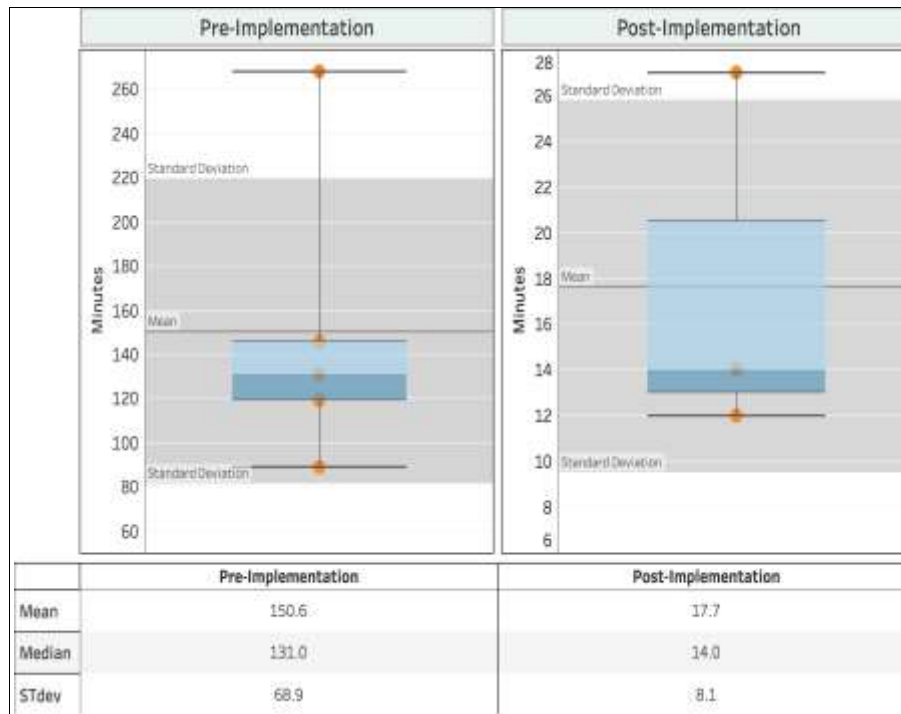 Pre-Implementation
Post-Implementation
Minutes
260
240
220
200
180
160
140
120
100
80
60
Standard Deviation
Mean
Standard Deviation
Minutes
28
26
24
22
20
18
16
14
12
10
8
6
Standard Deviation
Mean
Standard Deviation
Pre-Implementation Post-Implementation
Mean 150.6 17.7
Median 131.0 14.0
STdev 68.9 8.1